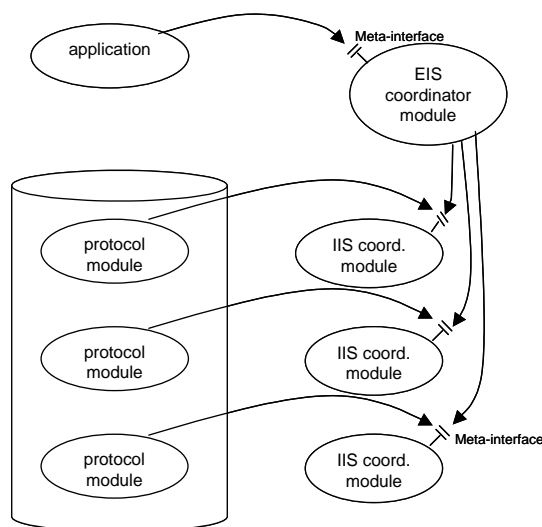 application
Meta-interface
EIS
coordinator
module
protocol
module
IIS coord.
module
protocol
module
IIS coord.
module
Meta-interface
protocol
module
IIS coord.
module